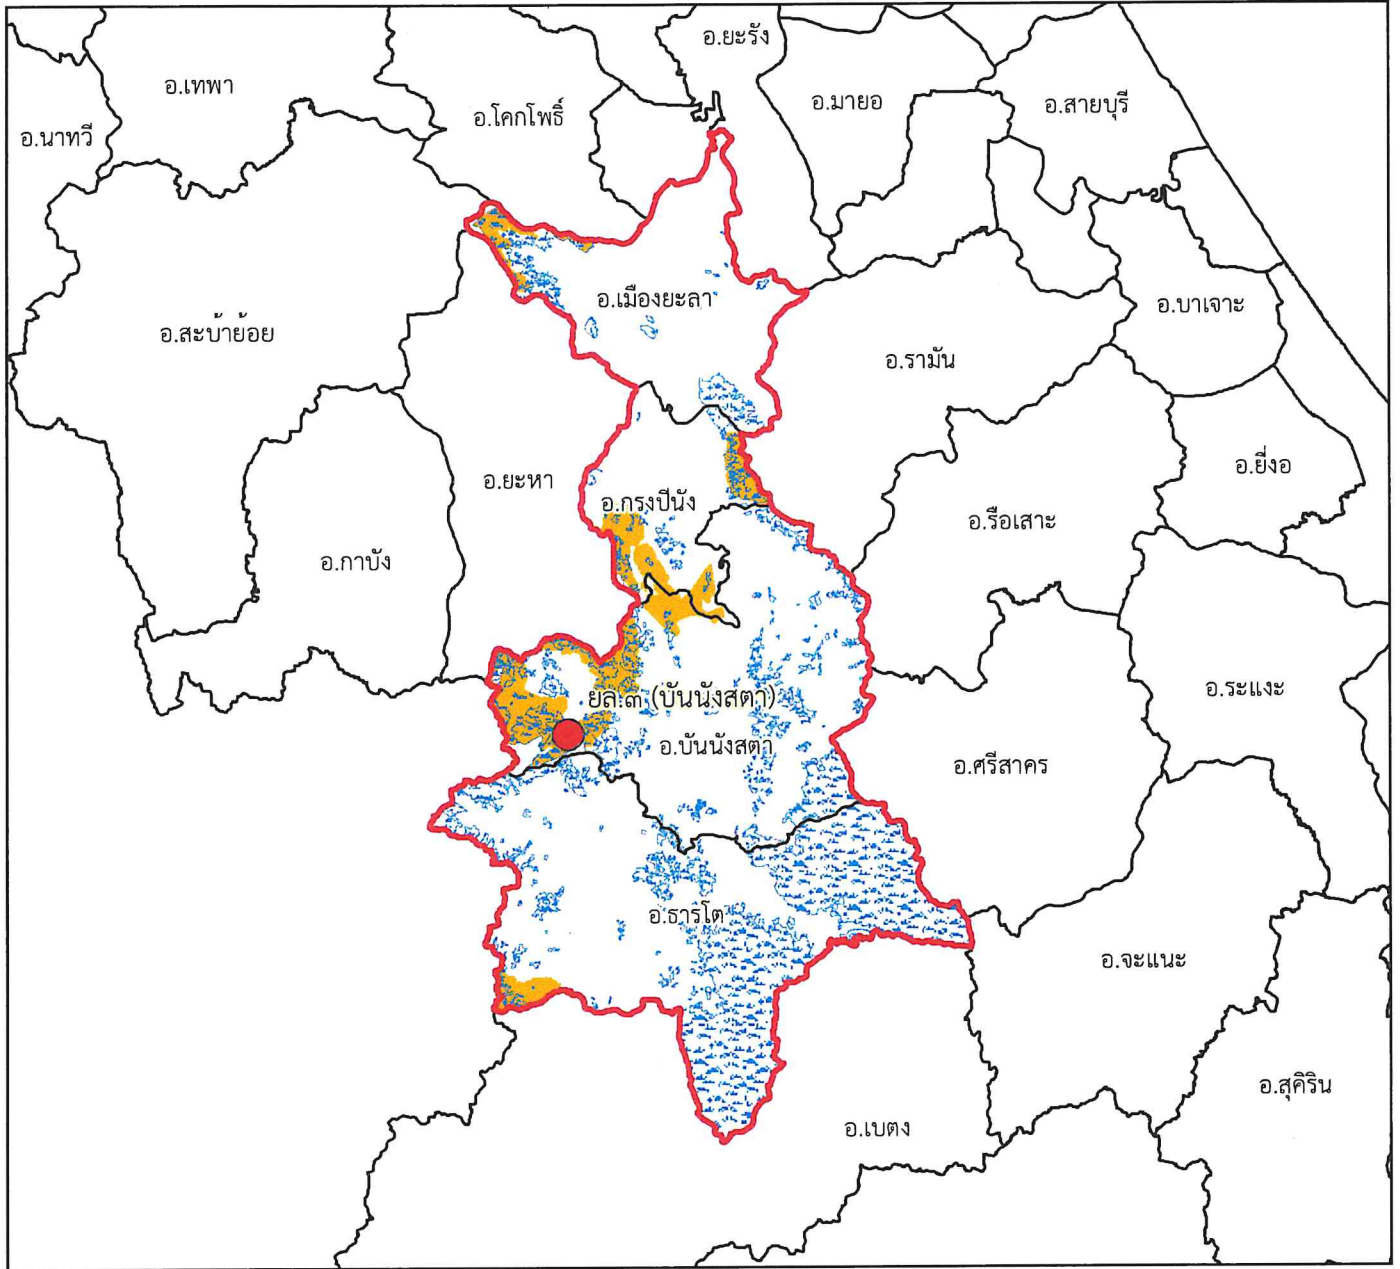 อ.ยะรัง
อ.เทพา
อ.มายอ
อ.สายบุรี
อ.โคกโพธิ์
อ.นาทวี
อ.เมืองยะลา
อ.บาเจาะ
อ.สะบ้าย้อย
อ.รามัน
อ.ยี่งอ
อ.ยะหา
อ.กรงปินัง
อ.รือเสาะ
อ.กาบัง
อ.ระแงะ
ยล.๓ (บันนังสตา)
อ.บันนังสตา
อ.ศรีสาคร
อ.ธารโต
อ.จะแนะ
อ.สุคิริน
อ.เบตง